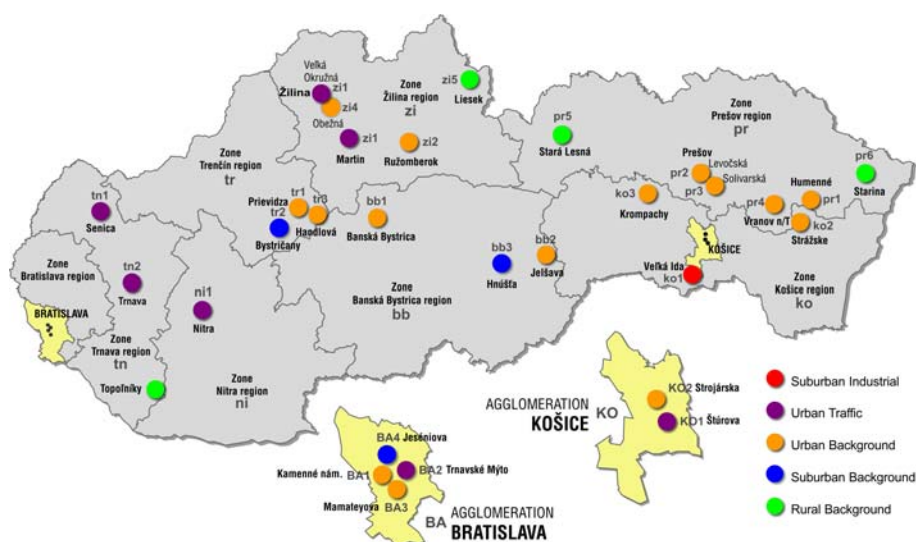 Veľká
Okružná
zi1
Žilina
zi4
Obežná
zi1
Martin
Zone
Žilina region
zi
zi2
Ružomberok
zi5
Liesek
pr5
Stará Lesná
Zone
Prešov region
pr
Prešov
Levočská
pr2
Solivarská
pr3
Humenné
pr1
pr4
Vranov n/T
ko2
Strážske
pr6
Starina
Zone
Trenčín region
tr
tn1
Senica
tr1
Prievidza
tr3
tr2
Handlová
Bystričany
bb1
Banská Bystrica
ko3
Krompachy
bb3
Hnúšťa
bb2
Jelšava
KOŠICE
Veľká Ida
ko1
Zone
Košice region
ko
Zone
Bratislava region
tn2
Trnava
ni1
Nitra
Zone
Banská Bystrica region
bb
BRATISLAVA
Zone
Trnava region
tn
Topoľníky
Zone
Nitra region
ni
AGGLOMERATION
KOŠICE
KO
KO2 Strojárska
KO1 Štúrova
BA4 Jeséniova
Kamenné nám.
BA1
BA2 Trnavské Mýto
Mamateyova
BA3
BA
AGGLOMERATION
BRATISLAVA
Suburban Industrial
Urban Traffic
Urban Background
Suburban Background
Rural Background